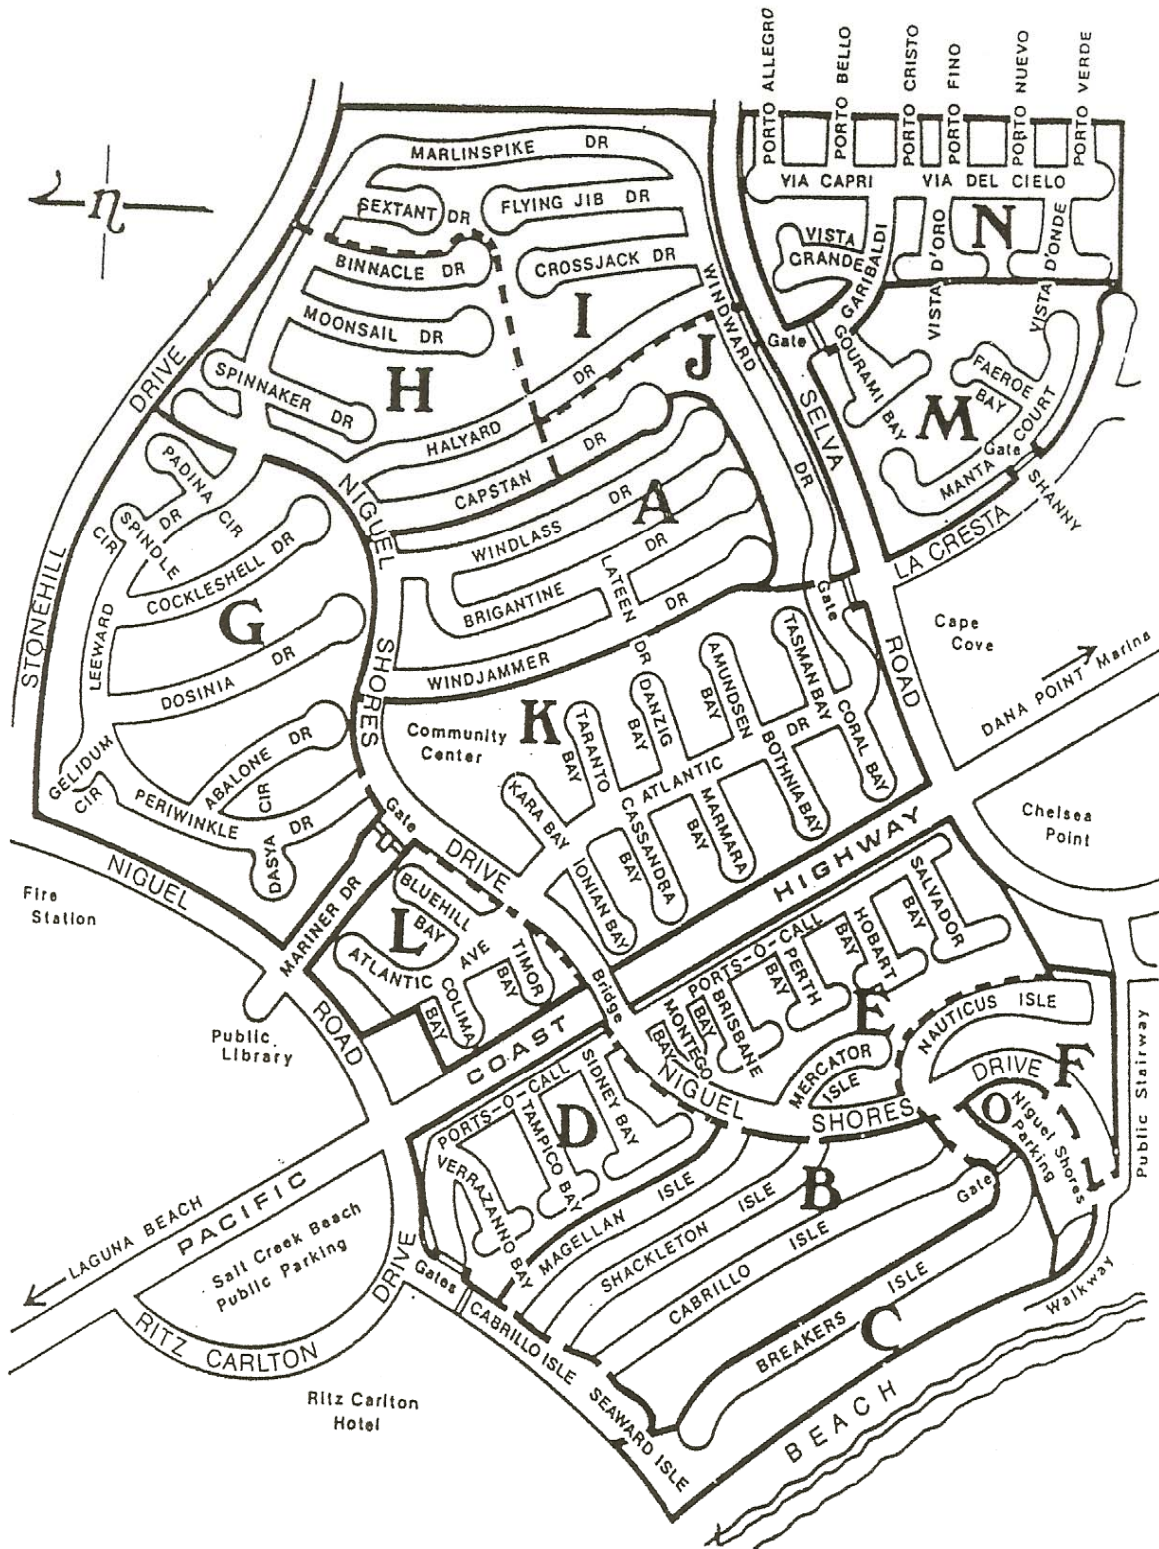 PORTO ALLEGRO
PORTO BELLO
PORTO CRISTO
PORTO FINO
PORTO NUEVO
PORTO VERDE
MARLINSPIKE DR
VIA CAPRI
VIA DEL CIELO
n
SEXTANT DR
FLYING JIB DR
N
VISTA
GRANDE
GARIBALDI
VISTA D'ORO
VISTA D'ONDE
BINNACLE DR
CROSSJACK DR
WINDWARD DR
I
MOONSAIL DR
Gate
GOURAMI BAY
J
H
SPINNAKER DR
FAEROE
BAY
M
STONEHILL DRIVE
HALYARD DR
SELVA ROAD
Gate
MANTA COURT
SHANNY
PADINA CIR
NIGUEL SHORES DRIVE
CAPSTAN DR
A
WINDLASS DR
LA CRESTA
SPINDLE
CIR
DR
COCKLESHELL DR
G
BRIGANTINE DR
LATEEN DR
Gate
LEEWARD
DOSINIA DR
WINDJAMMER DR
Cape
Cove
TASMAN BAY
AMUNDSEN
BAY
DANZIG
BAY
K
TARANTO
BAY
CORAL BAY
DANA POINT Marina
Community
Center
ATLANTIC DR
BOTHNIA BAY
GELIDUM
CIR
ABALONE DR
PERIWINKLE DR
DASYA CIR
KARA BAY
CASSANDRA
BAY
MARMARA
BAY
IONIAN BAY
Gate
Chelsea
Point
Fire
Station
NIGUEL ROAD
MARINER DR
BLUEHILL
BAY
L
ATLANTIC AVE
COLIMA
BAY
TIMOR
BAY
Bridge
PACIFIC COAST HIGHWAY
PORTS-O-CALL
SALVADOR
BAY
HOBART
BAY
PERTH
BAY
BRISBANE
BAY
MONTEGO
BAY
E
Public
Library
NAUTICUS ISLE
MERCATOR
ISLE
NIGUEL SHORES DRIVE
F
O
Niguel Shores
Parking
Public Stairway
PORTS-O-CALL
SIDNEY BAY
TAMPICO BAY
D
VERRAZANNO BAY
MAGELLAN ISLE
SHACKLETON ISLE
B
CABRILLO ISLE
Gate
LAGUNA BEACH
Salt Creek Beach
Public Parking
RITZ CARLTON DRIVE
Gates
CABRILLO ISLE
BREAKERS ISLE
C
Walkway
Ritz Carlton
Hotel
SEAWARD ISLE
BEACH